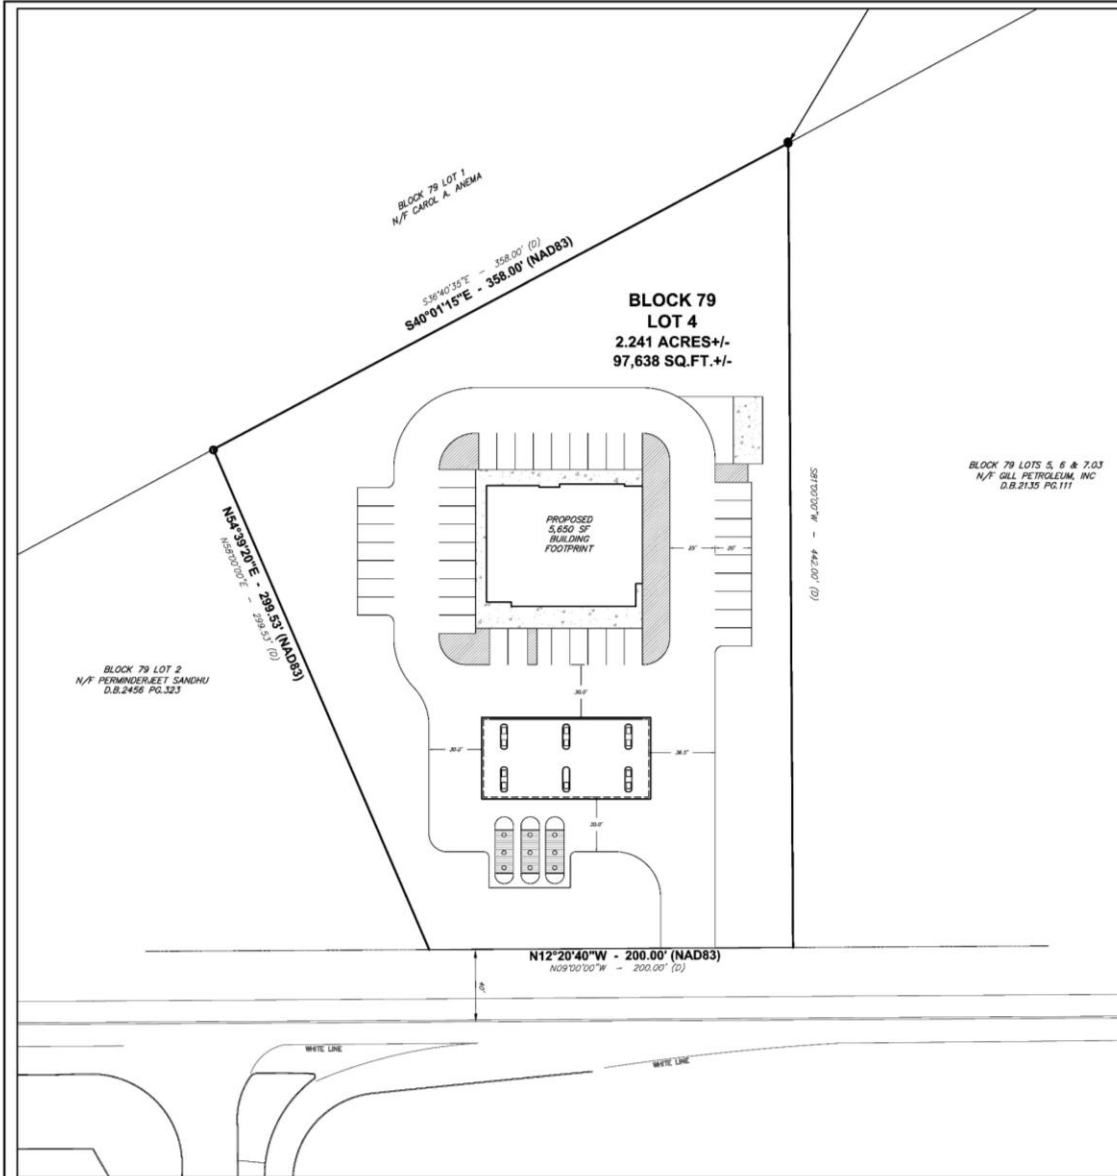 BLOCK 79 LOT 1
N/F CAROL A. ANEMA
S36°40'35"E - 358.00' (D)
S40°01'15"E - 358.00' (NAD83)
BLOCK 79
LOT 4
2.241 ACRES+/-
97,638 SQ.FT.+/-
BLOCK 79 LOTS 5, 6 & 7.03
N/F GILL PETROLEUM, INC
D.B.2135 PG.111
S81°00'00"W - 442.00' (D)
PROPOSED
5,650 SF
BUILDING
FOOTPRINT
25'
20'
N54°39'20"E - 299.53' (NAD83)
N58°00'00"E - 299.53' (D)
BLOCK 79 LOT 2
N/F PERMINDERJEET SANDHU
D.B.2456 PG.323
30.0'
30.0'
30.0'
N12°20'40"W - 200.00' (NAD83)
N09°00'00"W - 200.00' (D)
40'
WHITE LINE
WHITE LINE